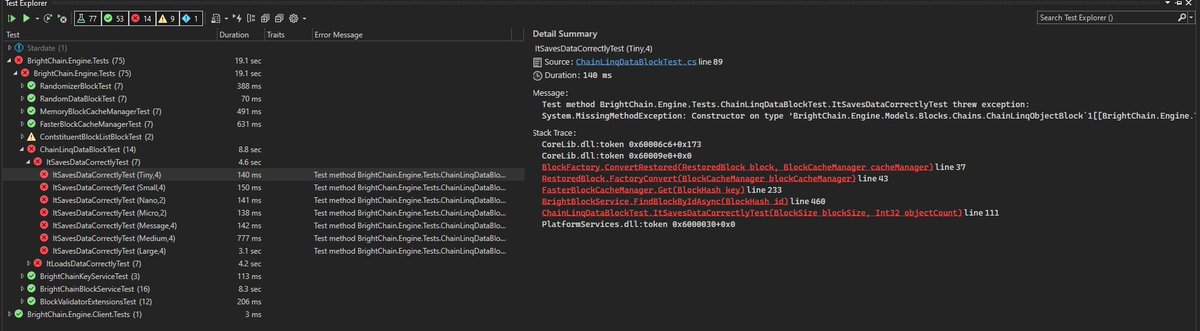 Test Explorer
77 53 14 9 1
Search Test Explorer ()
Test Duration Traits Error Message
Stardate (1)
BrightChain.Engine.Tests (75) 19.1 sec
BrightChain.Engine.Tests (75) 19.1 sec
RandomizerBlockTest (7) 388 ms
RandomDataBlockTest (7) 70 ms
MemoryBlockCacheManagerTest (7) 491 ms
FasterBlockCacheManagerTest (7) 631 ms
ContstituentBlockListBlockTest (2)
ChainLinqDataBlockTest (14) 8.8 sec
ItSavesDataCorrectlyTest (7) 4.6 sec
ItSavesDataCorrectlyTest (Tiny,4) 140 ms Test method BrightChain.Engine.Tests.ChainLinqDataBlo...
ItSavesDataCorrectlyTest (Small,4) 150 ms Test method BrightChain.Engine.Tests.ChainLinqDataBlo...
ItSavesDataCorrectlyTest (Nano,2) 141 ms Test method BrightChain.Engine.Tests.ChainLinqDataBlo...
ItSavesDataCorrectlyTest (Micro,2) 138 ms Test method BrightChain.Engine.Tests.ChainLinqDataBlo...
ItSavesDataCorrectlyTest (Message,4) 142 ms Test method BrightChain.Engine.Tests.ChainLinqDataBlo...
ItSavesDataCorrectlyTest (Medium,4) 777 ms Test method BrightChain.Engine.Tests.ChainLinqDataBlo...
ItSavesDataCorrectlyTest (Large,4) 3.1 sec Test method BrightChain.Engine.Tests.ChainLinqDataBlo...
ItLoadsDataCorrectlyTest (7) 4.2 sec
BrightChainKeyServiceTest (3) 113 ms
BrightChainBlockServiceTest (16) 8.3 sec
BlockValidatorExtensionsTest (12) 206 ms
BrightChain.Engine.Client.Tests (1) 3 ms
Detail Summary
ItSavesDataCorrectlyTest (Tiny,4)
Source: ChainLinqDataBlockTest.cs line 89
Duration: 140 ms
Message:
Test method BrightChain.Engine.Tests.ChainLinqDataBlockTest.ItSavesDataCorrectlyTest threw exception:
System.MissingMethodException: Constructor on type 'BrightChain.Engine.Models.Blocks.Chains.ChainLinqObjectBlock`1[[BrightChain.Engine.
Stack Trace:
CoreLib.dll:token 0x60006c6+0x173
CoreLib.dll:token 0x60009e0+0x0
BlockFactory.ConvertRestored(RestoredBlock block, BlockCacheManager cacheManager) line 37
RestoredBlock.FactoryConvert(BlockCacheManager blockCacheManager) line 43
FasterBlockCacheManager.Get(BlockHash key) line 233
BrightBlockService.FindBlockByIdAsync(BlockHash id) line 460
ChainLinqDataBlockTest.ItSavesDataCorrectlyTest(BlockSize blockSize, Int32 objectCount) line 111
PlatformServices.dll:token 0x6000030+0x0